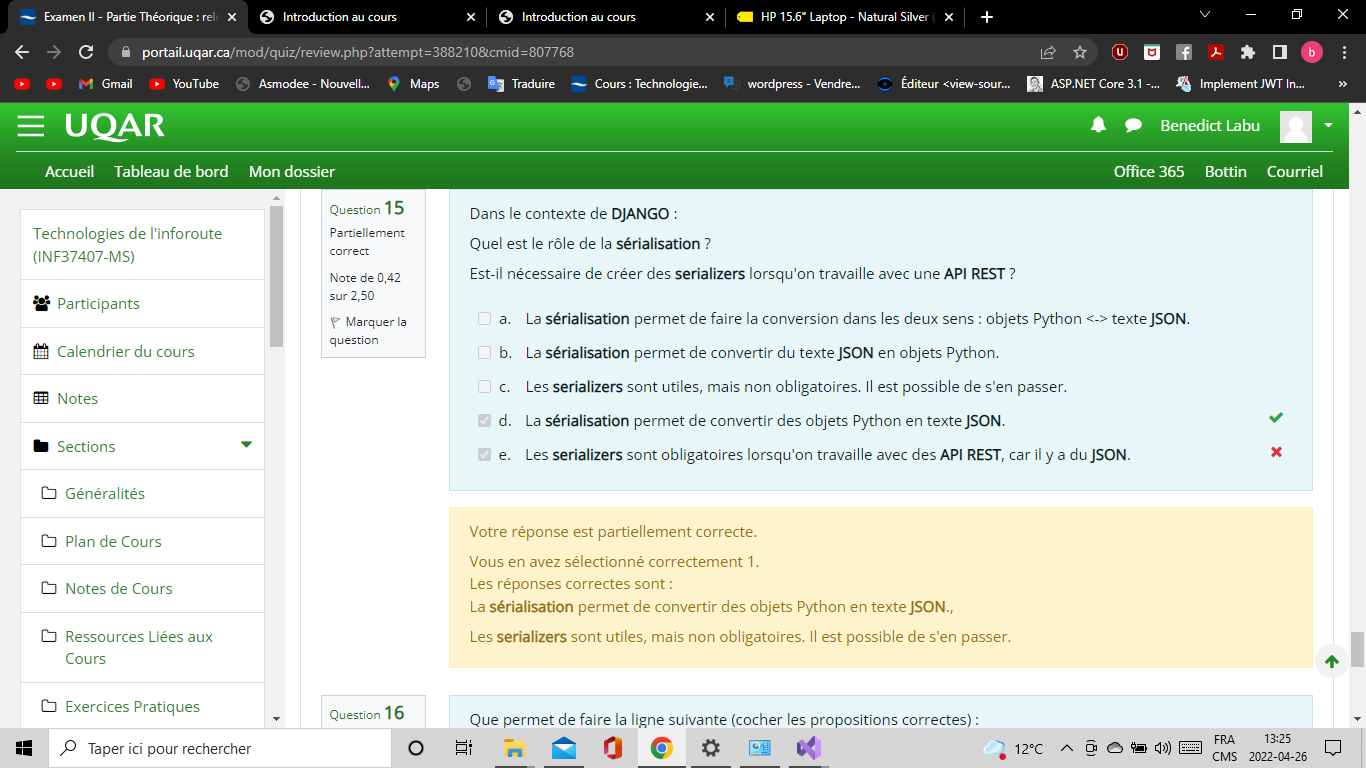 Examen II - Partie Théorique : rele
Introduction au cours
Introduction au cours
HP 15.6" Laptop - Natural Silver (
portail.uqar.ca/mod/quiz/review.php?attempt=388210&cmid=807768
b
Gmail
YouTube
Asmodee - Nouvell...
Maps
Traduire
Cours : Technologie...
wordpress - Vendre...
Éditeur <view-sour...
ASP.NET Core 3.1 -...
Implement JWT In...
»
UQAR
Benedict Labu
Accueil
Tableau de bord
Mon dossier
Office 365
Bottin
Courriel
Technologies de l'inforoute
(INF37407-MS)
Participants
Calendrier du cours
Notes
Sections
Généralités
Plan de Cours
Notes de Cours
Ressources Liées aux
Cours
Exercices Pratiques
Question 15
Partiellement
correct
Note de 0,42
sur 2,50
Marquer la
question
Dans le contexte de DJANGO :
Quel est le rôle de la sérialisation ?
Est-il nécessaire de créer des serializers lorsqu'on travaille avec une API REST ?
a. La sérialisation permet de faire la conversion dans les deux sens : objets Python <-> texte JSON.
b. La sérialisation permet de convertir du texte JSON en objets Python.
c. Les serializers sont utiles, mais non obligatoires. Il est possible de s'en passer.
d. La sérialisation permet de convertir des objets Python en texte JSON.
e. Les serializers sont obligatoires lorsqu'on travaille avec des API REST, car il y a du JSON.
Votre réponse est partiellement correcte.
Vous en avez sélectionné correctement 1.
Les réponses correctes sont :
La sérialisation permet de convertir des objets Python en texte JSON.,
Les serializers sont utiles, mais non obligatoires. Il est possible de s'en passer.
Question 16
Que permet de faire la ligne suivante (cocher les propositions correctes) :
Taper ici pour rechercher
12°C
FRA
CMS
13:25
2022-04-26